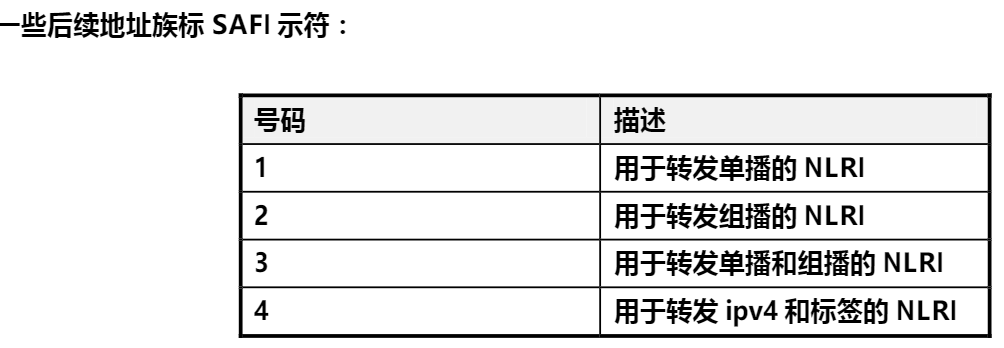 一些后续地址族标 SAFI 示符：
号码 描述
1 用于转发单播的 NLRI
2 用于转发组播的 NLRI
3 用于转发单播和组播的 NLRI
4 用于转发 ipv4 和标签的 NLRI